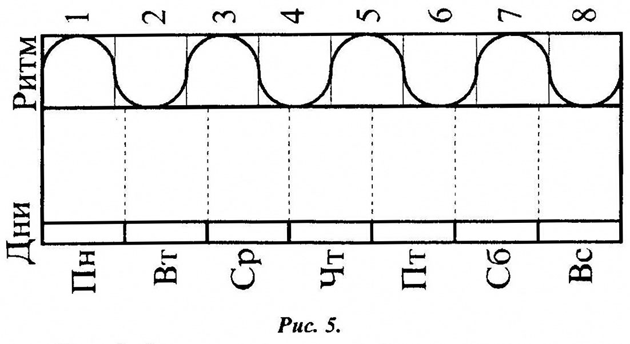 Ритм 1 2 3 4 5 6 7 8
Дни Пн Вт Ср Чт Пт Сб Вс
Рис. 5.